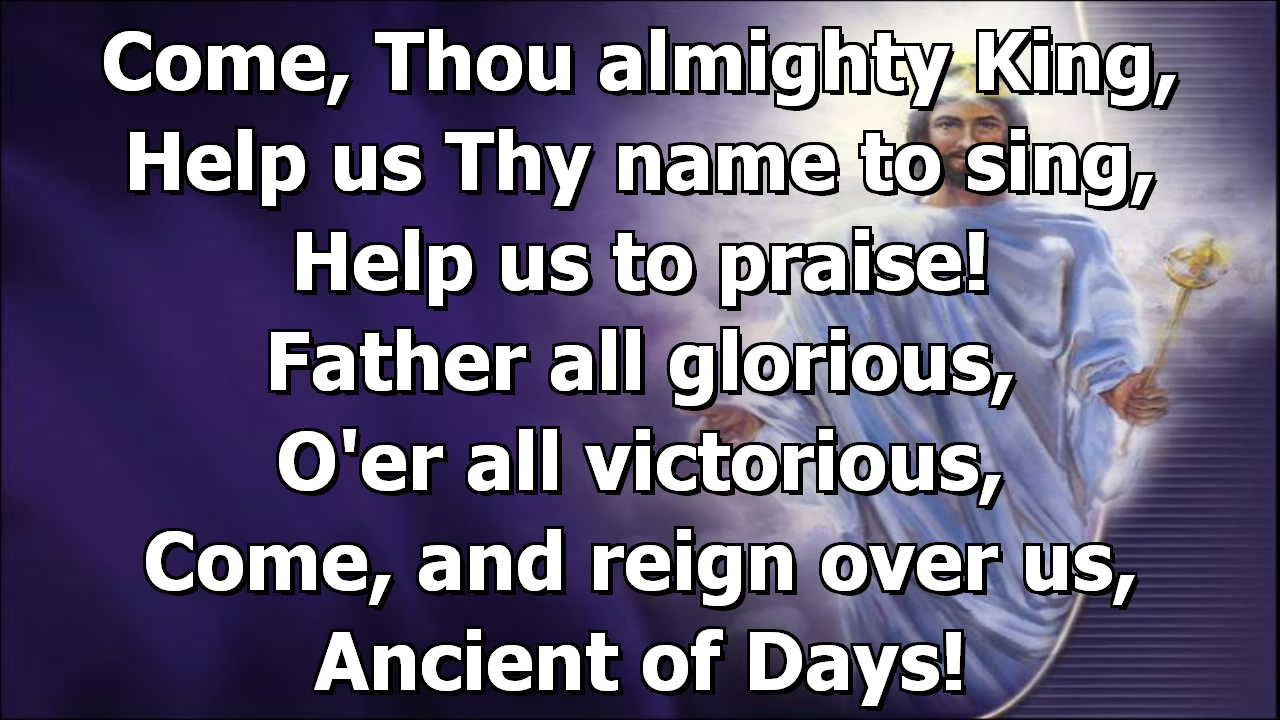 Come, Thou almighty King,
Help us Thy name to sing,
Help us to praise!
Father all glorious,
O'er all victorious,
Come, and reign over us,
Ancient of Days!